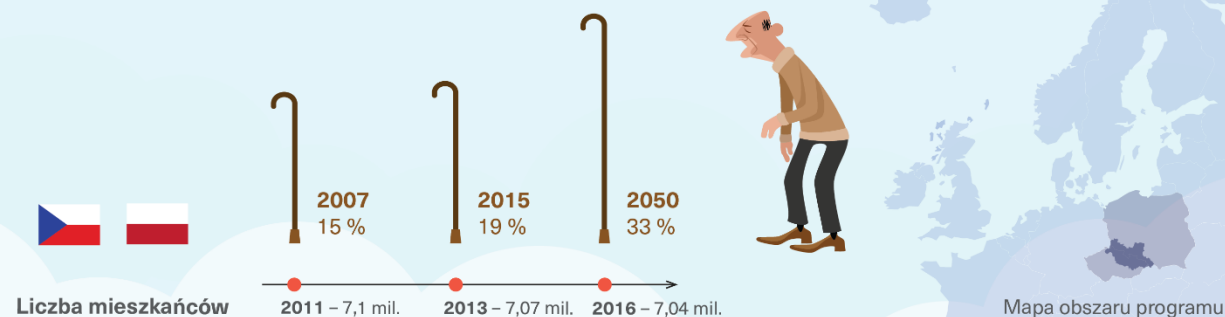 2007
15 %
2015
19 %
2050
33 %
Liczba mieszkańców
2011 – 7,1 mil.
2013 – 7,07 mil.
2016 – 7,04 mil.
Mapa obszaru programu